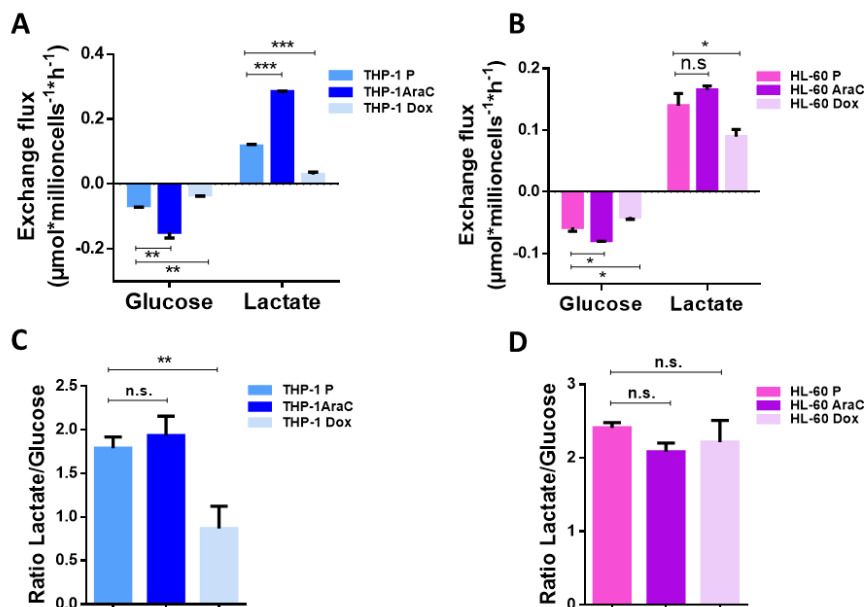 A
Exchange flux
(µmol*millioncells⁻¹*h⁻¹)
0.4
0.2
0.0
-0.2
***
***
**
**
Glucose
Lactate
THP-1 P
THP-1AraC
THP-1 Dox
B
Exchange flux
(µmol*millioncells⁻¹*h⁻¹)
0.2
0.1
0.0
-0.1
*
n.s
*
*
Glucose
Lactate
HL-60 P
HL-60 AraC
HL-60 Dox
C
Ratio Lactate/Glucose
2.5
2.0
1.5
1.0
0.5
0.0
**
n.s.
THP-1 P
THP-1AraC
THP-1 Dox
D
Ratio Lactate/Glucose
3
2
1
0
n.s.
n.s.
HL-60 P
HL-60 AraC
HL-60 Dox